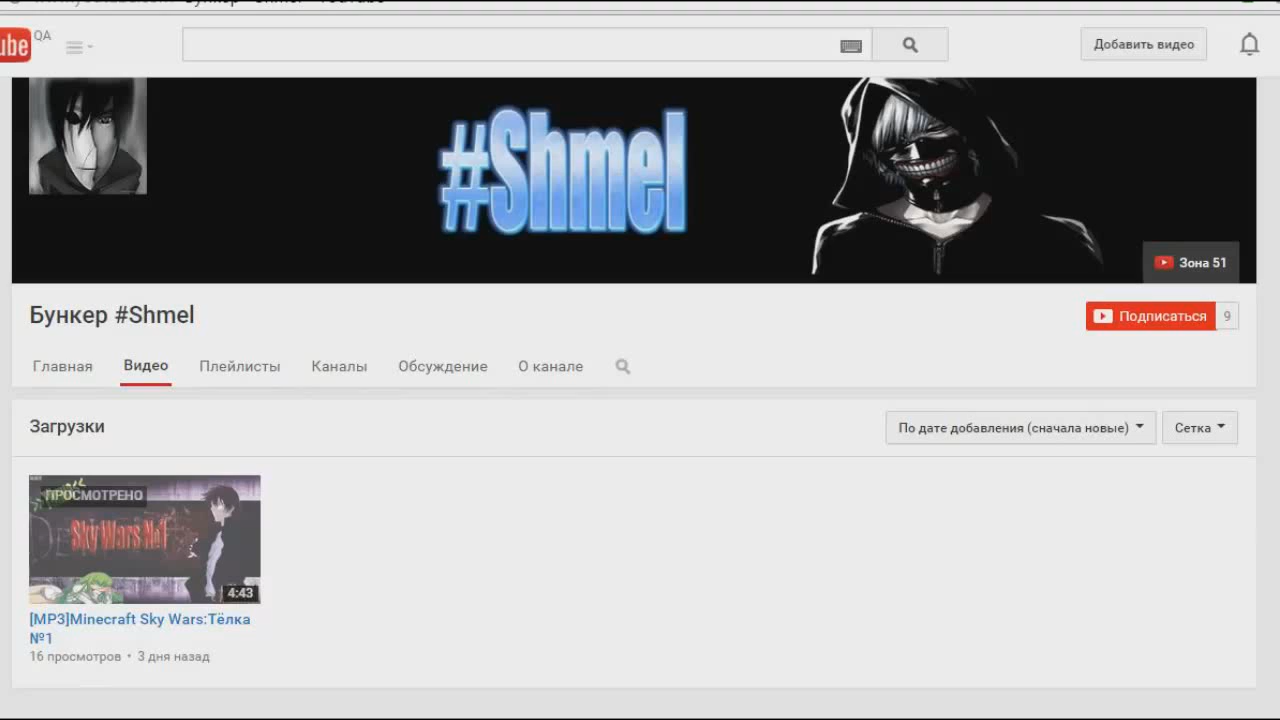 ube QA
Добавить видео
#Shmel
Зона 51
Бункер #Shmel
Подписаться 9
Главная Видео Плейлисты Каналы Обсуждение О канале
Загрузки
По дате добавления (сначала новые) Сетка
ПРОСМОТРЕНО
Sky Wars №1
4:43
[MP3]Minecraft Sky Wars:Тёлка
№1
16 просмотров • 3 дня назад